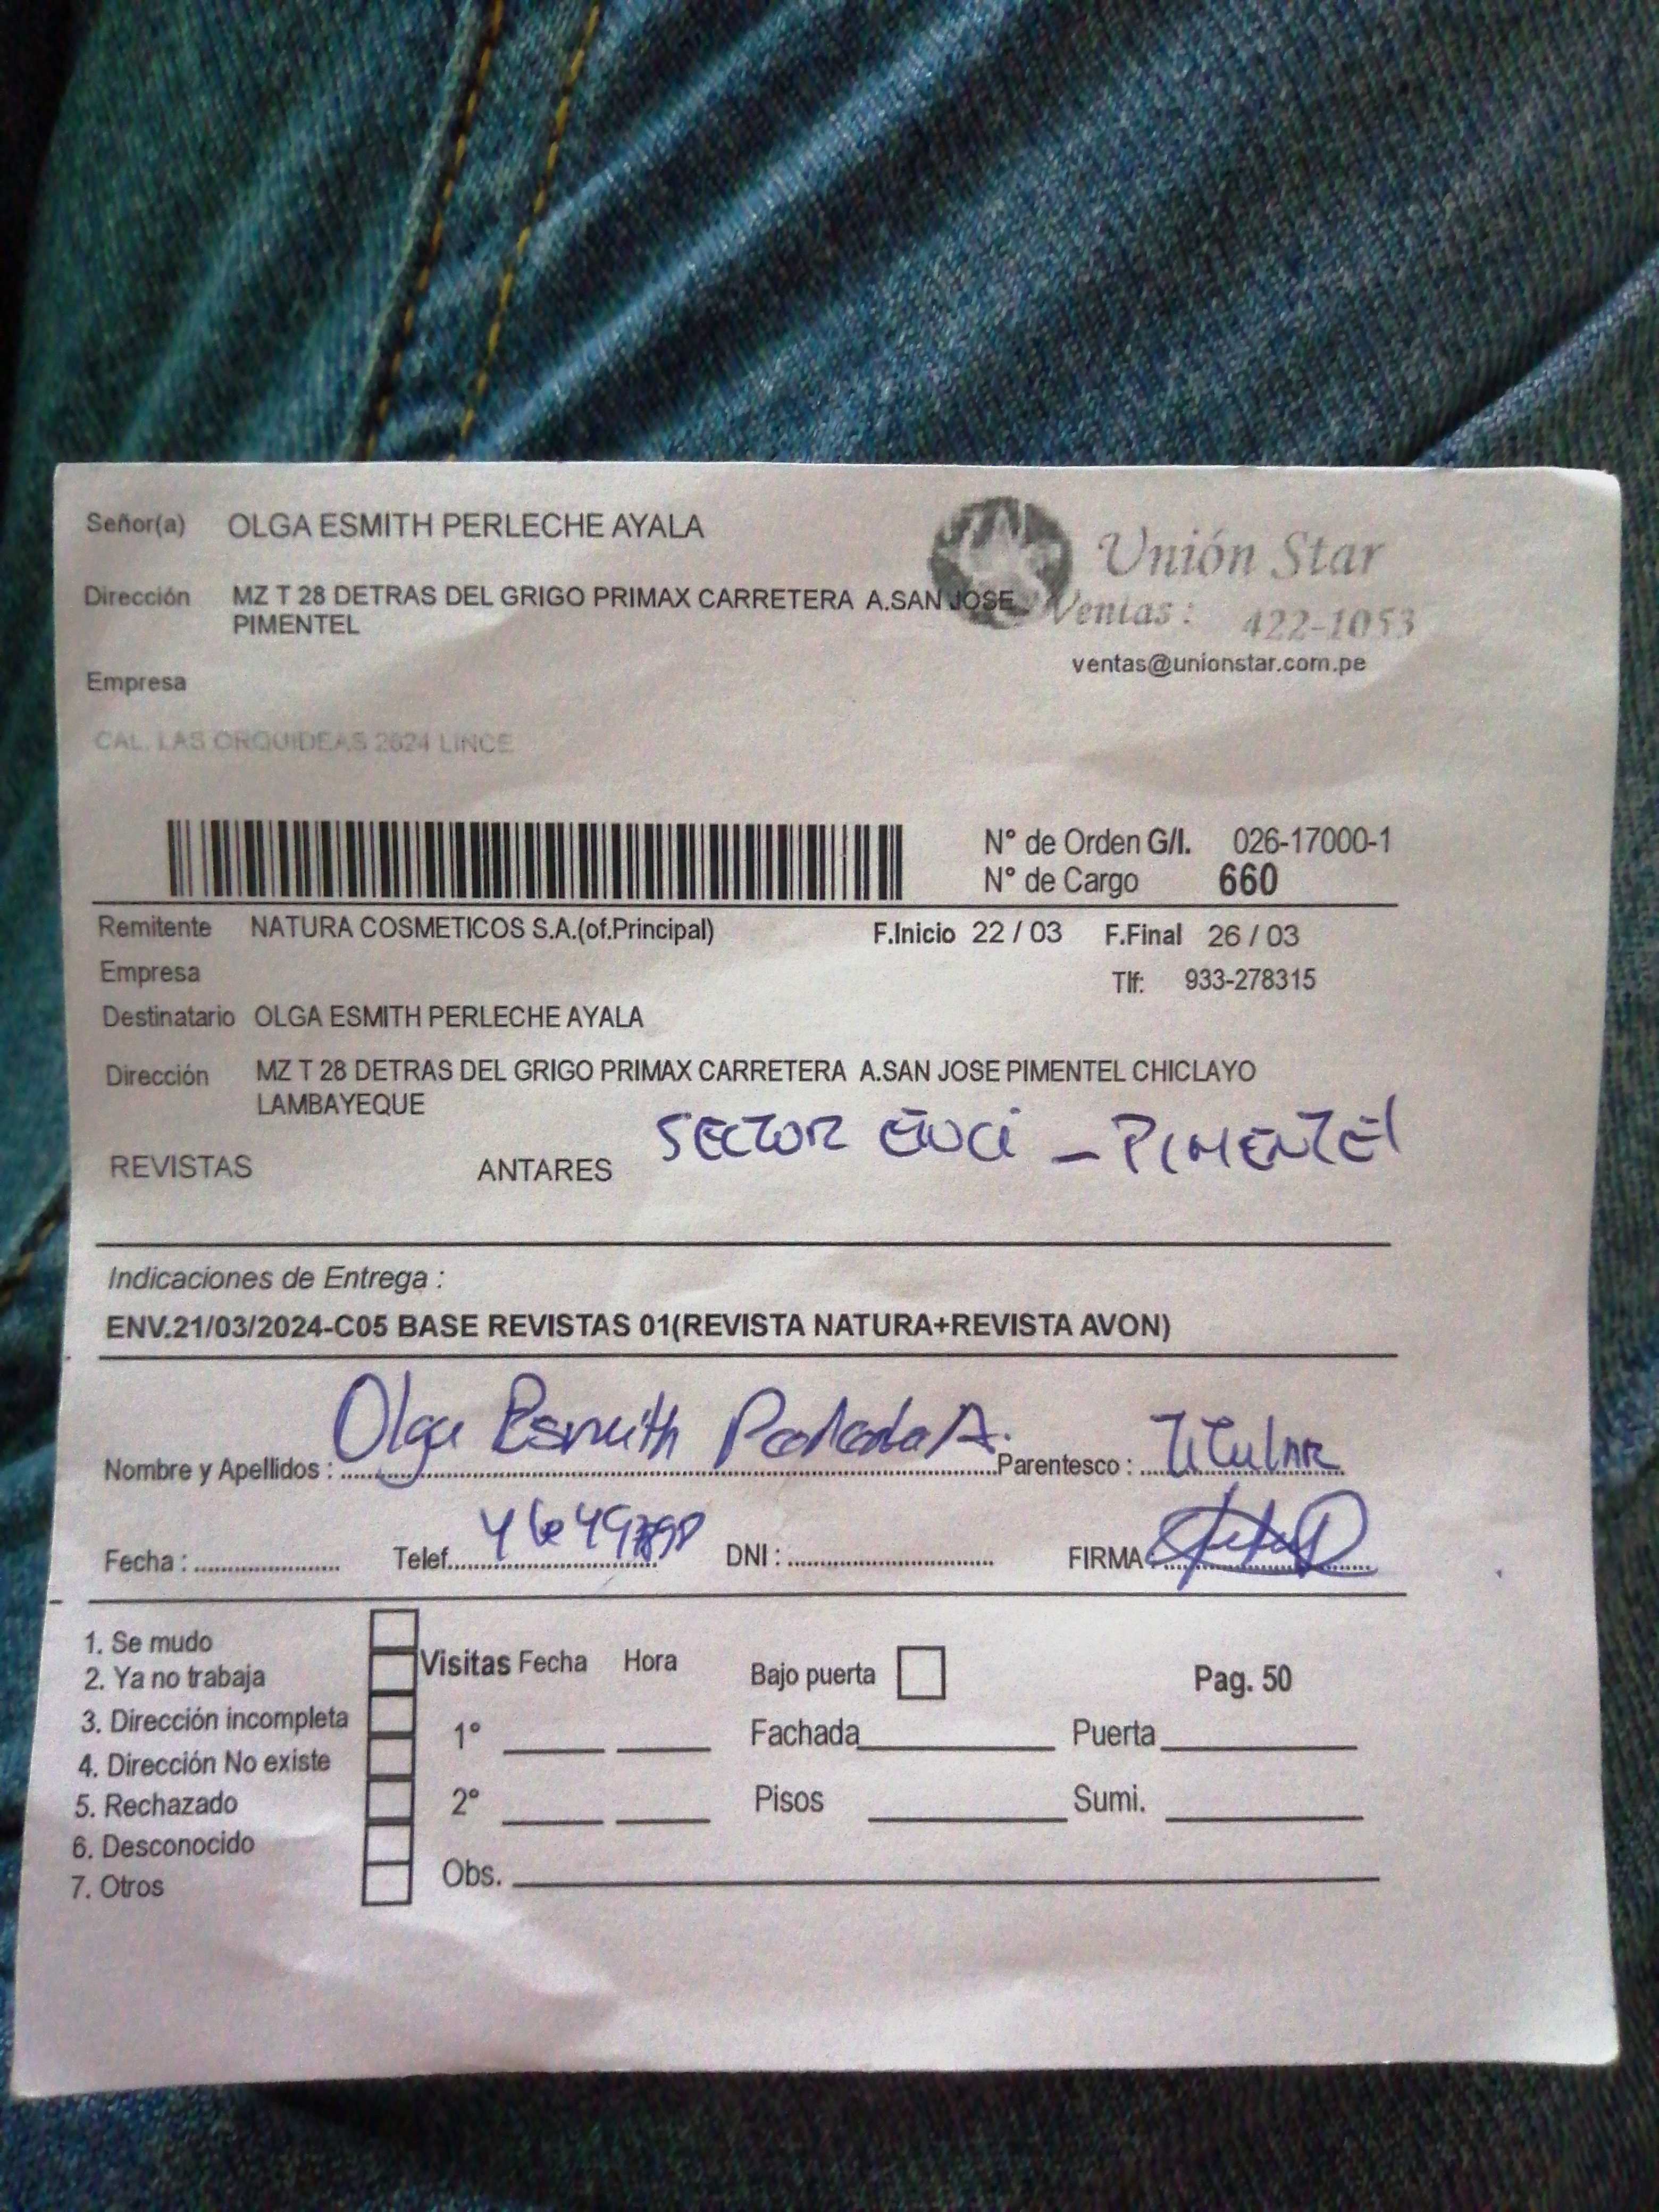 Señor(a) OLGA ESMITH PERLECHE AYALA
Unión Star
Dirección MZ T 28 DETRAS DEL GRIGO PRIMAX CARRETERA A.SAN JOSE
PIMENTEL
Ventas: 422-1053
ventas@unionstar.com.pe
Empresa
CAL. LAS ORQUIDEAS 2624 LINCE
N° de Orden G/I. 026-17000-1
N° de Cargo 660
Remitente NATURA COSMETICOS S.A.(of.Principal) F.Inicio 22 / 03 F.Final 26 / 03
Empresa Tlf: 933-278315
Destinatario OLGA ESMITH PERLECHE AYALA
Dirección MZ T 28 DETRAS DEL GRIGO PRIMAX CARRETERA A.SAN JOSE PIMENTEL CHICLAYO
LAMBAYEQUE
SECTOR - PIMENTEL
REVISTAS ANTARES
Indicaciones de Entrega :
ENV.21/03/2024-C05 BASE REVISTAS 01(REVISTA NATURA+REVISTA AVON)
Nombre y Apellidos : Olga Esmith A. Parentesco : Titular
Fecha : Telef. DNI : FIRMA
1. Se mudo
2. Ya no trabaja
3. Dirección incompleta
4. Dirección No existe
5. Rechazado
6. Desconocido
7. Otros
Visitas Fecha Hora Bajo puerta Pag. 50
1° Fachada Puerta
2° Pisos Sumi.
Obs.